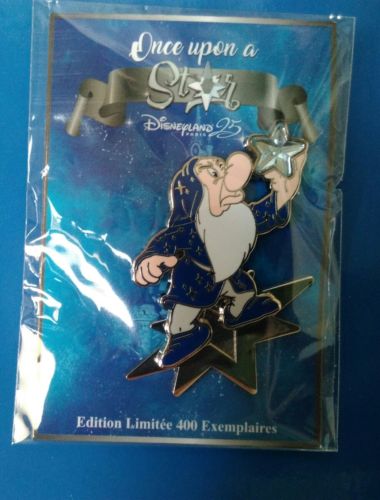 Once upon a
Star
Disneyland 25
PARIS
Edition Limitée 400 Exemplaires